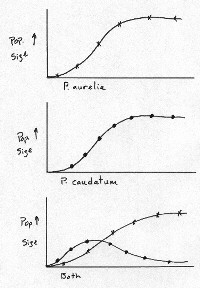 Pop. ↑
Size
P. aurelia
Pop ↑
Size
P. caudatum
Pop ↑
Size
Both